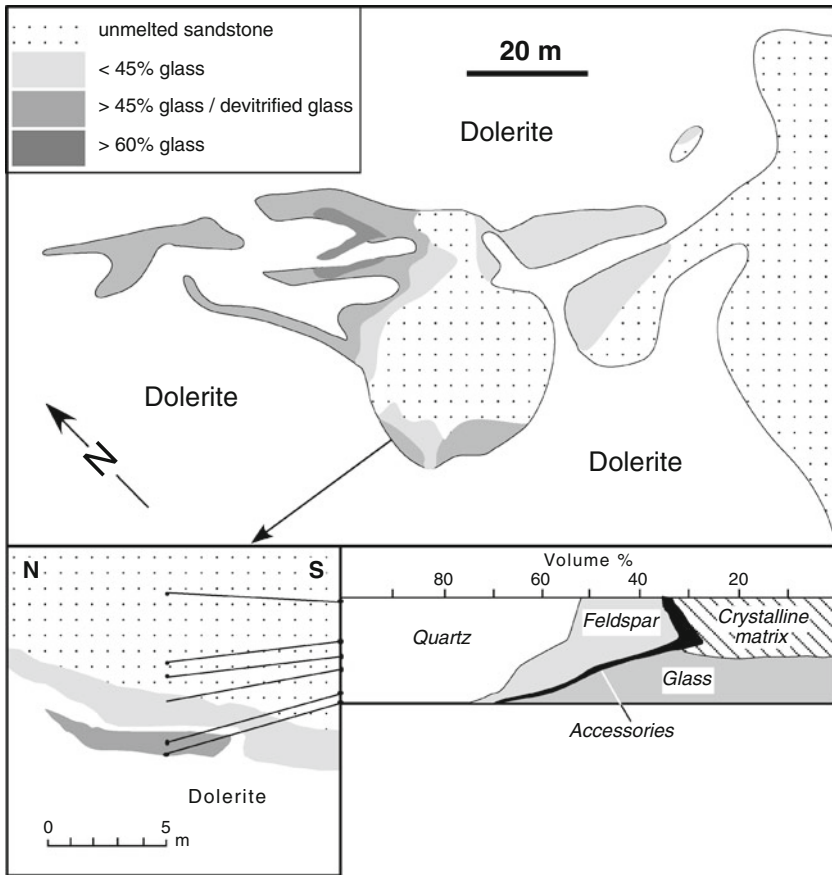 unmelted sandstone
< 45% glass
> 45% glass / devitrified glass
> 60% glass
20 m
Dolerite
Dolerite
Dolerite
N
N S
Dolerite
0 5
m
Volume %
80 60 40 20
Quartz
Feldspar
Crystalline
matrix
Glass
Accessories